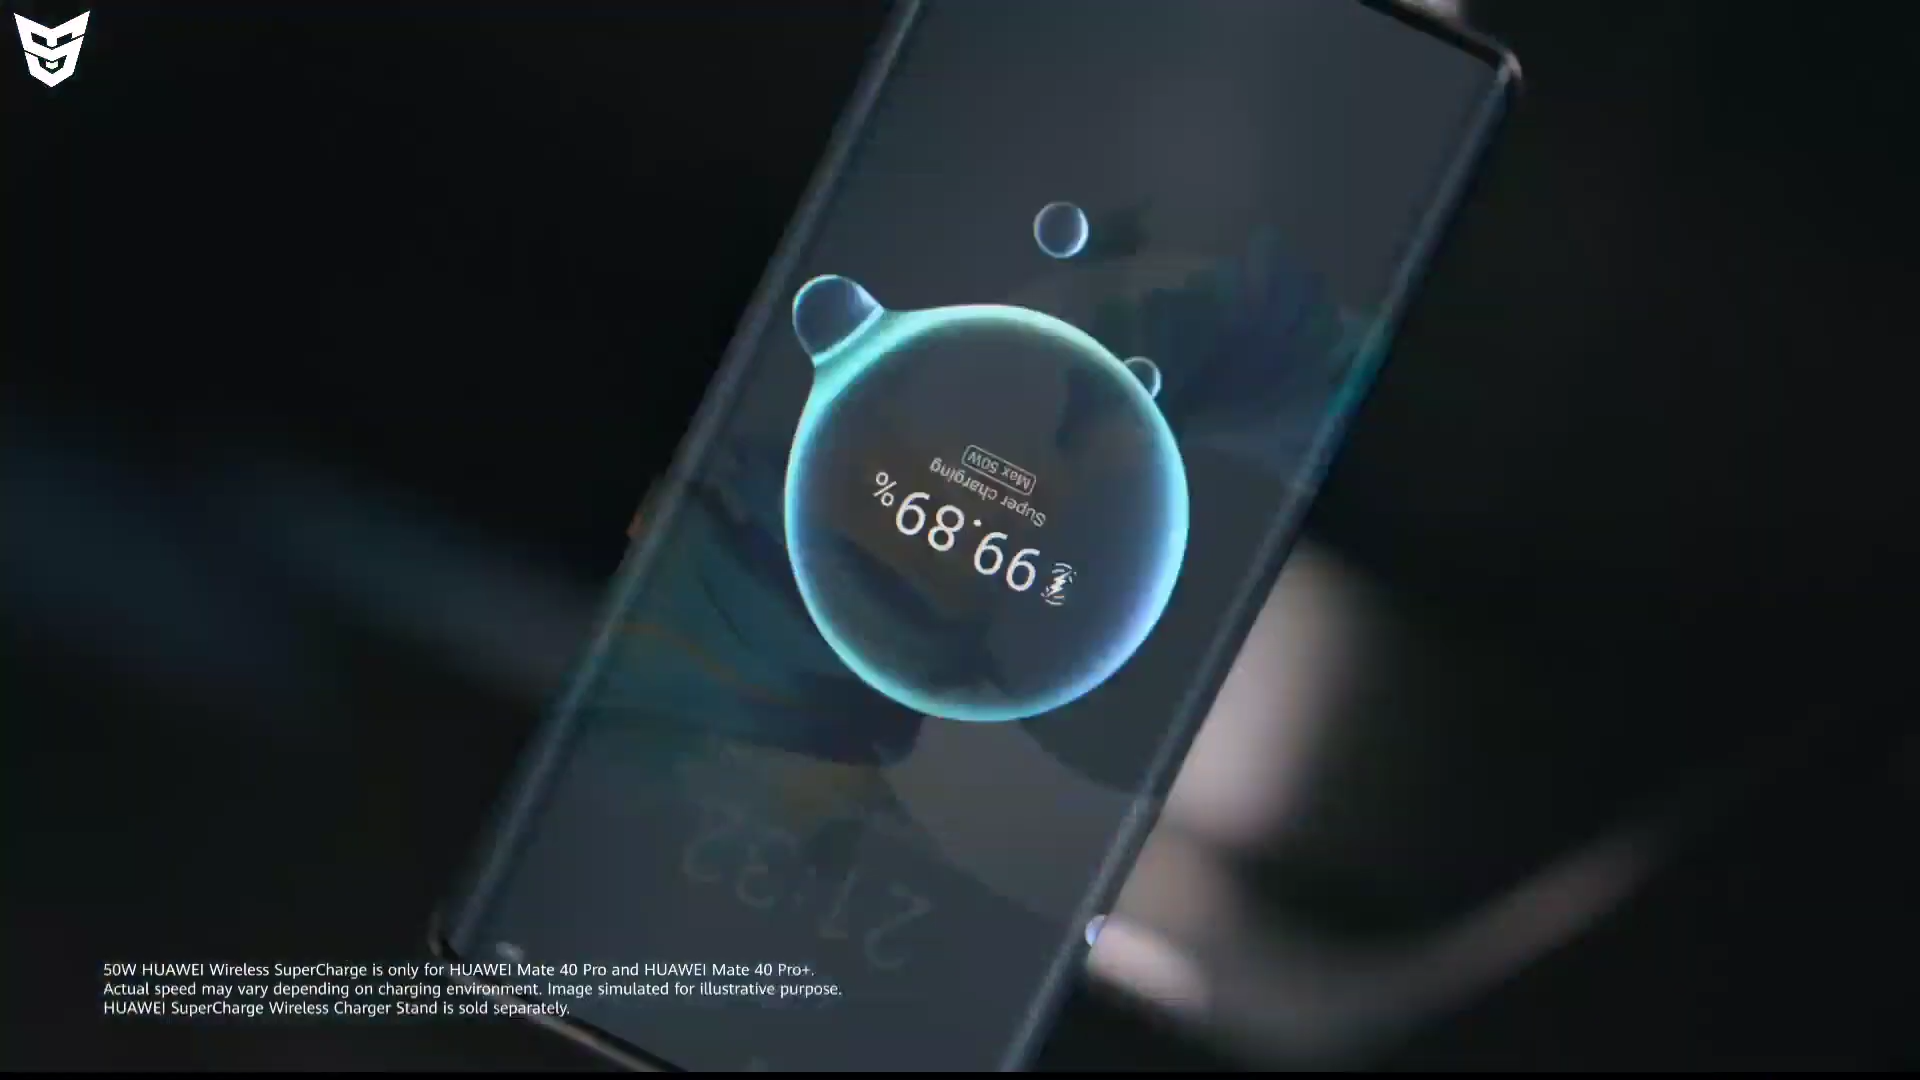 Max 50W
Super charging
66.89%
21:33
50W HUAWEI Wireless SuperCharge is only for HUAWEI Mate 40 Pro and HUAWEI Mate 40 Pro+.
Actual speed may vary depending on charging environment. Image simulated for illustrative purpose.
HUAWEI SuperCharge Wireless Charger Stand is sold separately.